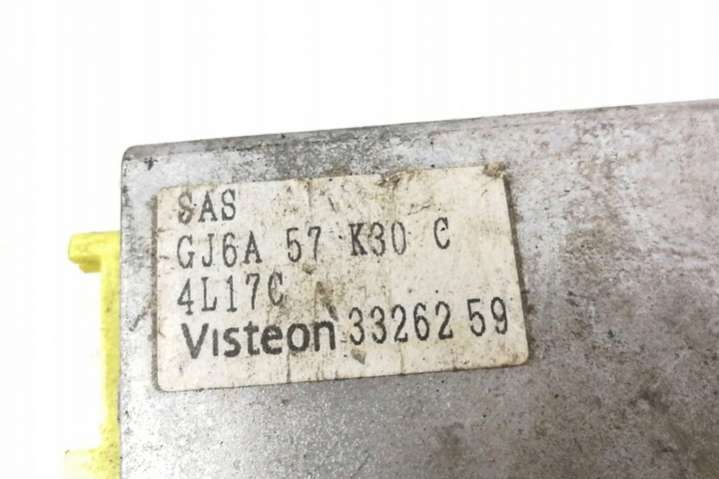 SAS
GJ6A 57 K30 C
4L17C
Visteon 33262 59